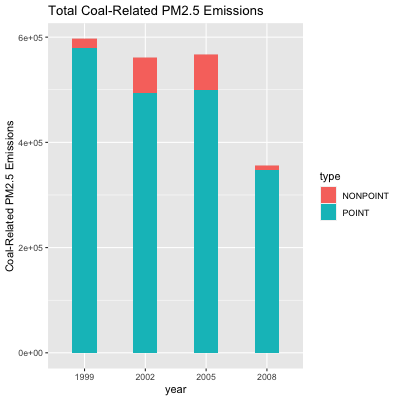 Total Coal-Related PM2.5 Emissions
Coal-Related PM2.5 Emissions
6e+05
4e+05
2e+05
0e+00
1999 2002 2005 2008
year
type
NONPOINT
POINT